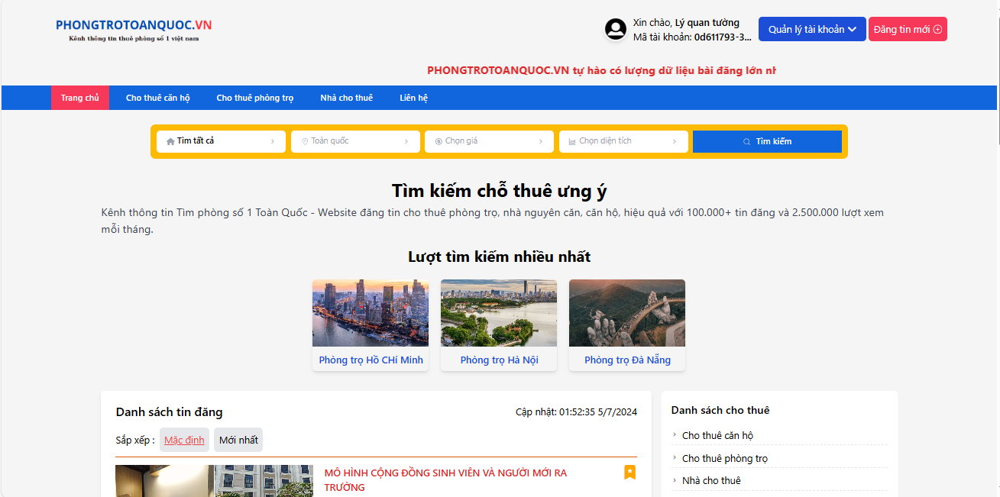 PHONGTROTOANQUOC.VN
Kênh thông tin thuê phòng số 1 việt nam
Xin chào, Lý quan tường
Mã tài khoản: 0d611793-3...
Quản lý tài khoản
Đăng tin mới
PHONGTROTOANQUOC.VN tự hào có lượng dữ liệu bài đăng lớn nh
Trang chủ
Cho thuê căn hộ
Cho thuê phòng trọ
Nhà cho thuê
Liên hệ
Tìm tất cả
Toàn quốc
Chọn giá
Chọn diện tích
Tìm kiếm
Tìm kiếm chỗ thuê ưng ý
Kênh thông tin Tìm phòng số 1 Toàn Quốc - Website đăng tin cho thuê phòng trọ, nhà nguyên căn, căn hộ, hiệu quả với 100.000+ tin đăng và 2.500.000 lượt xem
mỗi tháng.
Lượt tìm kiếm nhiều nhất
Phòng trọ Hồ CHí Minh
Phòng trọ Hà Nội
Phòng trọ Đà Nẵng
Danh sách tin đăng
Cập nhật: 01:52:35 5/7/2024
Sắp xếp :
Mặc định
Mới nhất
MÔ HÌNH CỘNG ĐỒNG SINH VIÊN VÀ NGƯỜI MỚI RA
TRƯỜNG
Danh sách cho thuê
Cho thuê căn hộ
Cho thuê phòng trọ
Nhà cho thuê